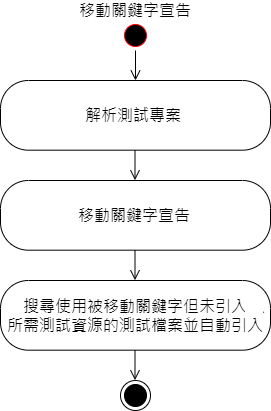 移動關鍵字宣告
解析測試專案
移動關鍵字宣告
搜尋使用被移動關鍵字但未引入
所需測試資源的測試檔案並自動引入